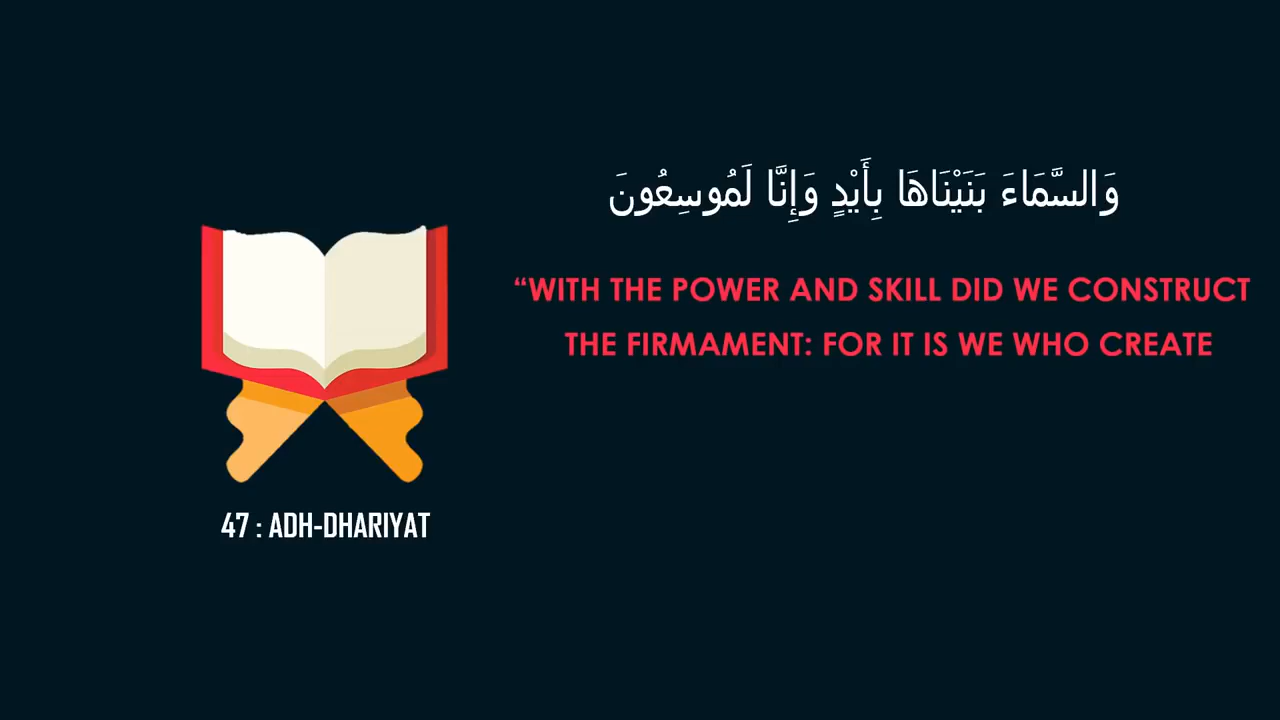 وَالسَّمَاءَ بَنَيْنَاهَا بِأَيْدٍ وَإِنَّا لَمُوسِعُونَ
“WITH THE POWER AND SKILL DID WE CONSTRUCT
THE FIRMAMENT: FOR IT IS WE WHO CREATE
47 : ADH-DHARIYAT